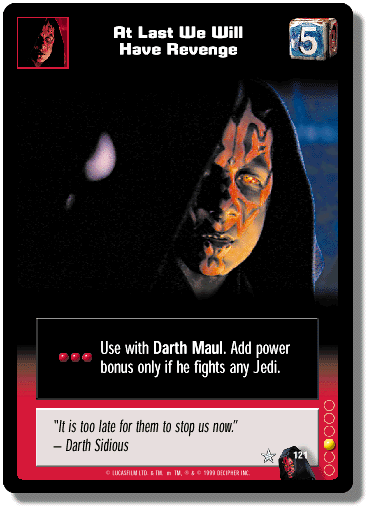 At Last We Will
Have Revenge
5
Use with Darth Maul. Add power
bonus only if he fights any Jedi.
"It is too late for them to stop us now."
– Darth Sidious
121
© LUCASFILM LTD. & TM. ® & © 1999 DECIPHER INC.